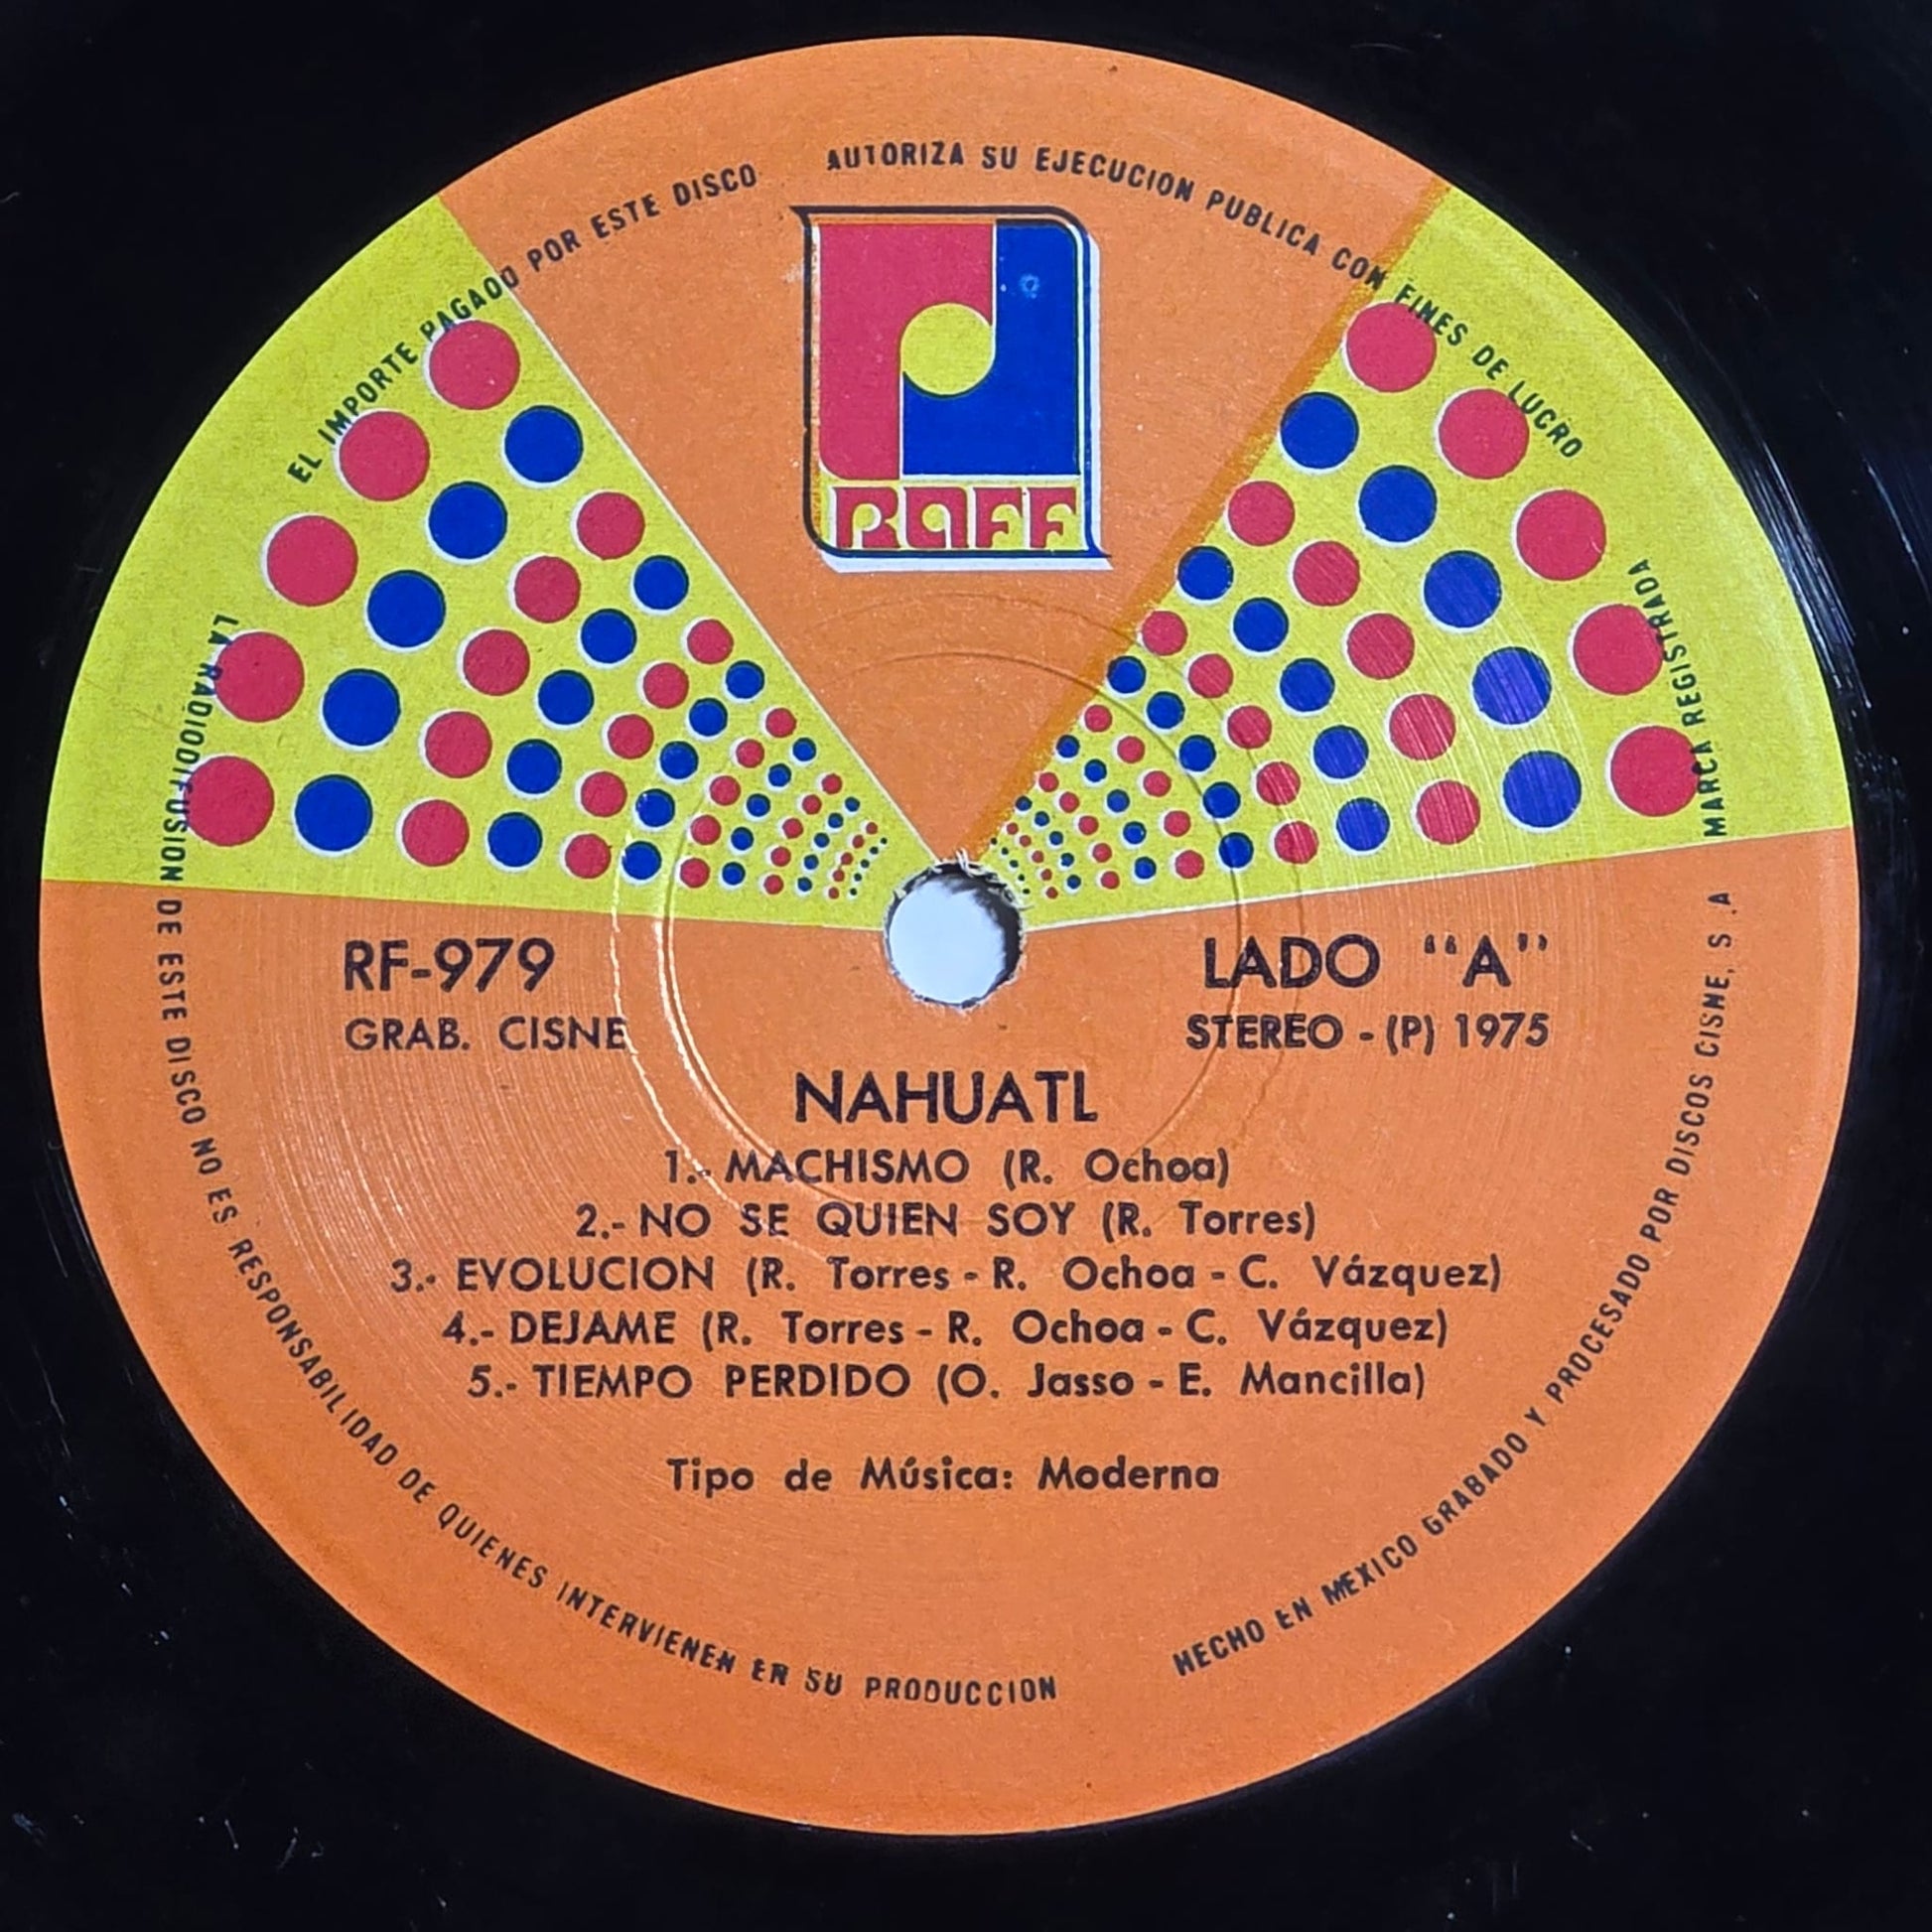 EL IMPORTE PAGADO POR ESTE DISCO AUTORIZA SU EJECUCION PUBLICA CON FINES DE LUCRO
RAFF
RF-979
LADO "A"
GRAB. CISNE
STEREO - (P) 1975
NAHUATL
1.- MACHISMO (R. Ochoa)
2.- NO SE QUIEN SOY (R. Torres)
3.- EVOLUCION (R. Torres - R. Ochoa - C. Vázquez)
4.- DEJAME (R. Torres - R. Ochoa - C. Vázquez)
5.- TIEMPO PERDIDO (O. Jasso - E. Mancilla)
Tipo de Música: Moderna
LA RADIODIFUSION DE ESTE DISCO NO ES RESPONSABILIDAD DE QUIENES INTERVIENEN EN SU PRODUCCION
HECHO EN MEXICO GRABADO Y PROCESADO POR DISCOS CISNE, S.A MARCA REGISTRADA